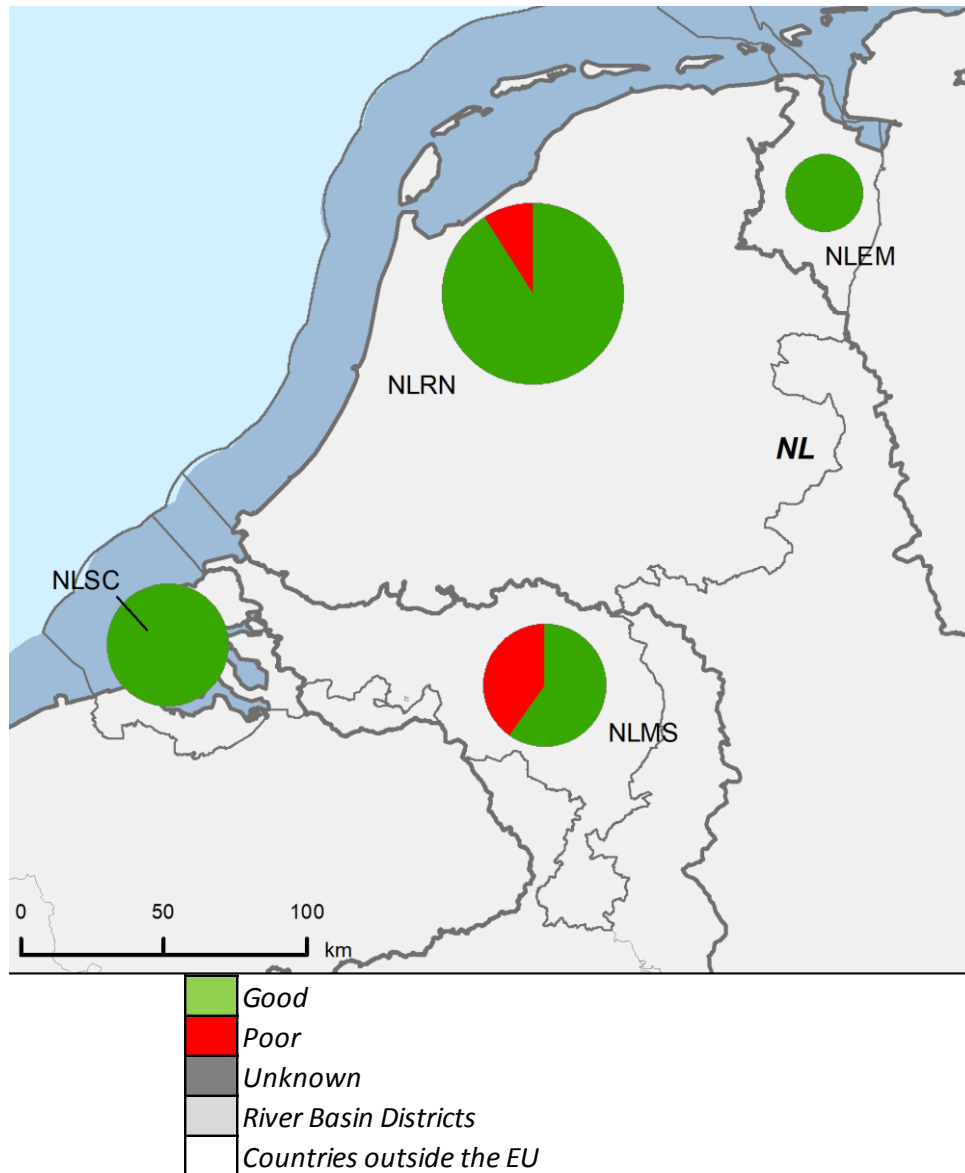 NLEM
NLRN
NL
NLSC
NLMS
0 50 100
km
Good
Poor
Unknown
River Basin Districts
Countries outside the EU